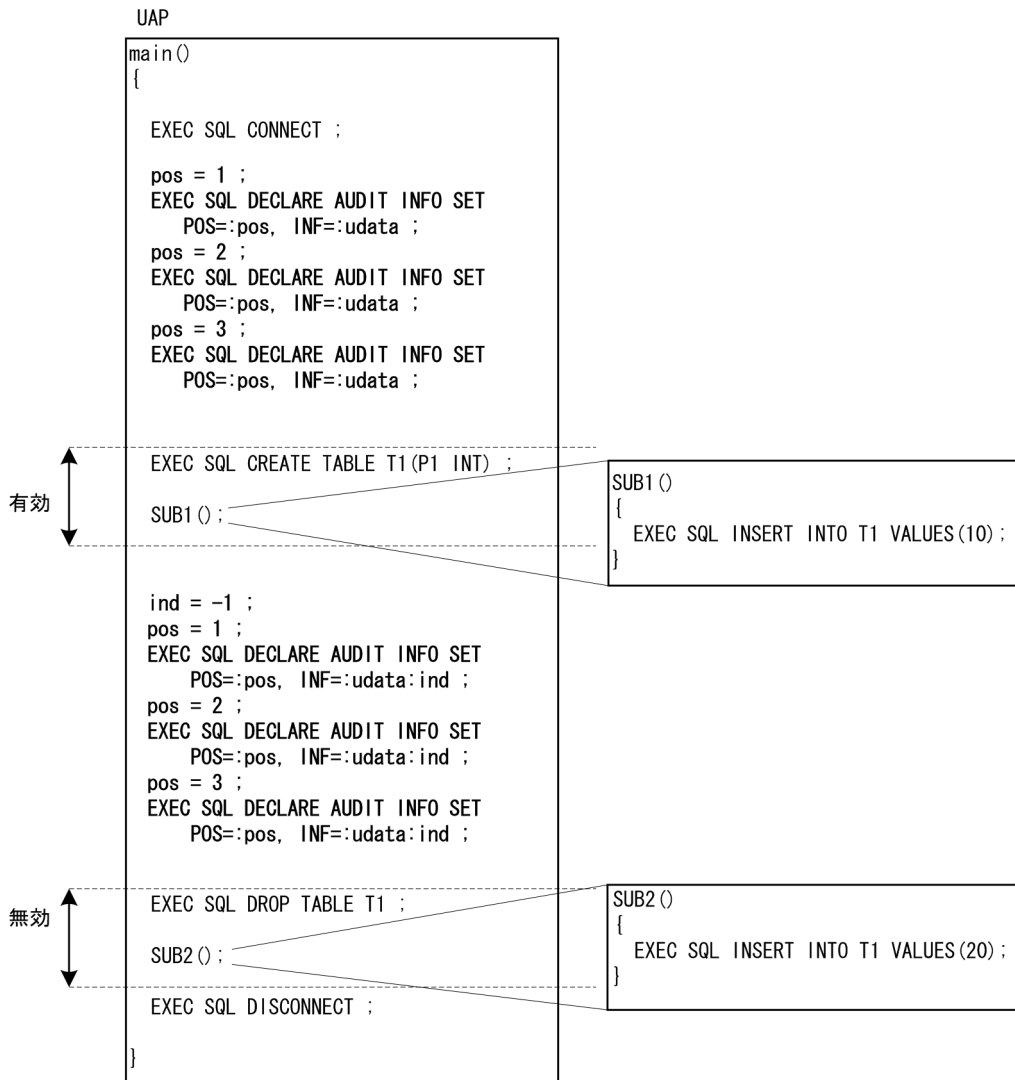 UAP
main()
{
EXEC SQL CONNECT ;
pos = 1 ;
EXEC SQL DECLARE AUDIT INFO SET
POS=:pos, INF=:udata ;
pos = 2 ;
EXEC SQL DECLARE AUDIT INFO SET
POS=:pos, INF=:udata ;
pos = 3 ;
EXEC SQL DECLARE AUDIT INFO SET
POS=:pos, INF=:udata ;
有効
EXEC SQL CREATE TABLE T1(P1 INT) ;
SUB1();
SUB1()
{
EXEC SQL INSERT INTO T1 VALUES(10);
}
ind = -1 ;
pos = 1 ;
EXEC SQL DECLARE AUDIT INFO SET
POS=:pos, INF=:udata:ind ;
pos = 2 ;
EXEC SQL DECLARE AUDIT INFO SET
POS=:pos, INF=:udata:ind ;
pos = 3 ;
EXEC SQL DECLARE AUDIT INFO SET
POS=:pos, INF=:udata:ind ;
無効
EXEC SQL DROP TABLE T1 ;
SUB2();
SUB2()
{
EXEC SQL INSERT INTO T1 VALUES(20);
}
EXEC SQL DISCONNECT ;
}